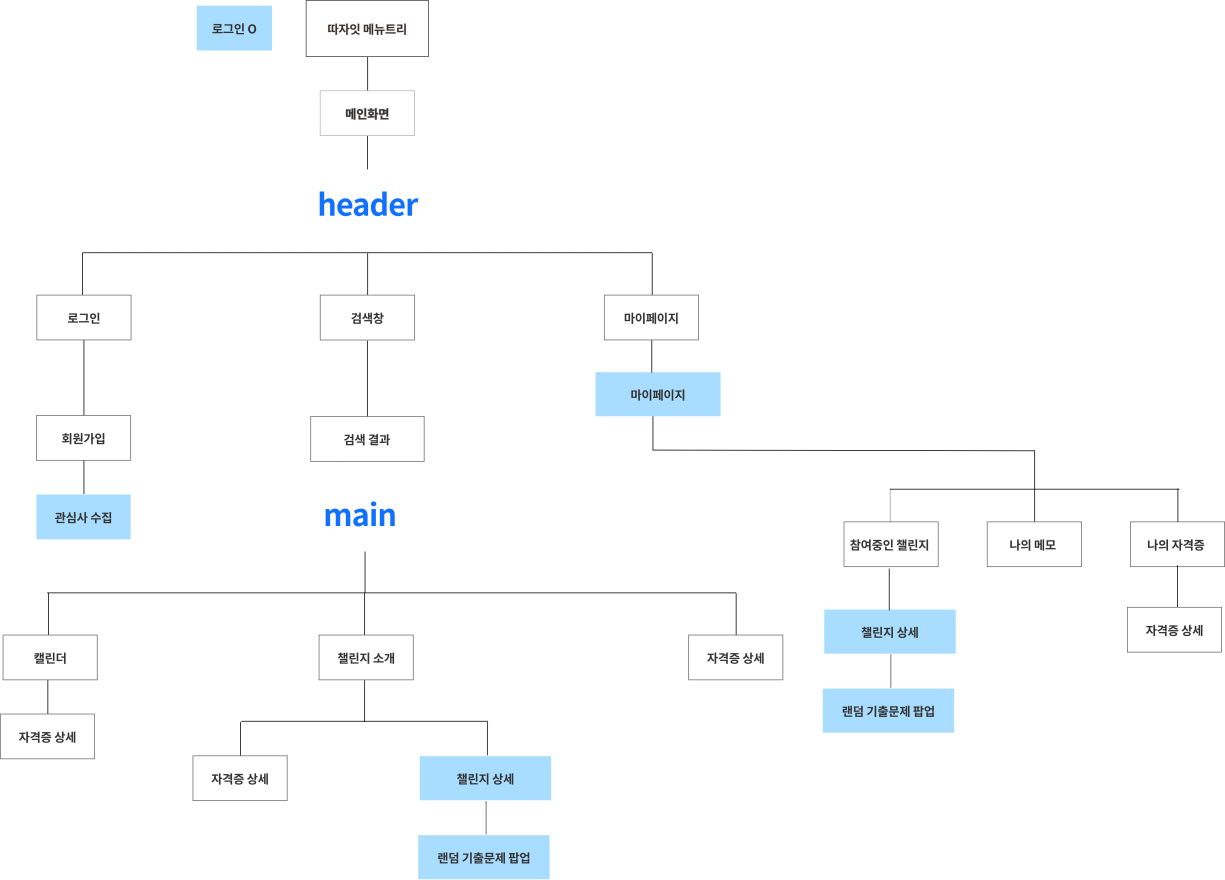 로그인 O
따자잇 메뉴트리
메인화면
header
로그인
검색창
마이페이지
마이페이지
회원가입
검색 결과
관심사 수집
main
참여중인 챌린지
나의 메모
나의 자격증
챌린지 상세
자격증 상세
캘린더
챌린지 소개
자격증 상세
랜덤 기출문제 팝업
자격증 상세
자격증 상세
챌린지 상세
랜덤 기출문제 팝업